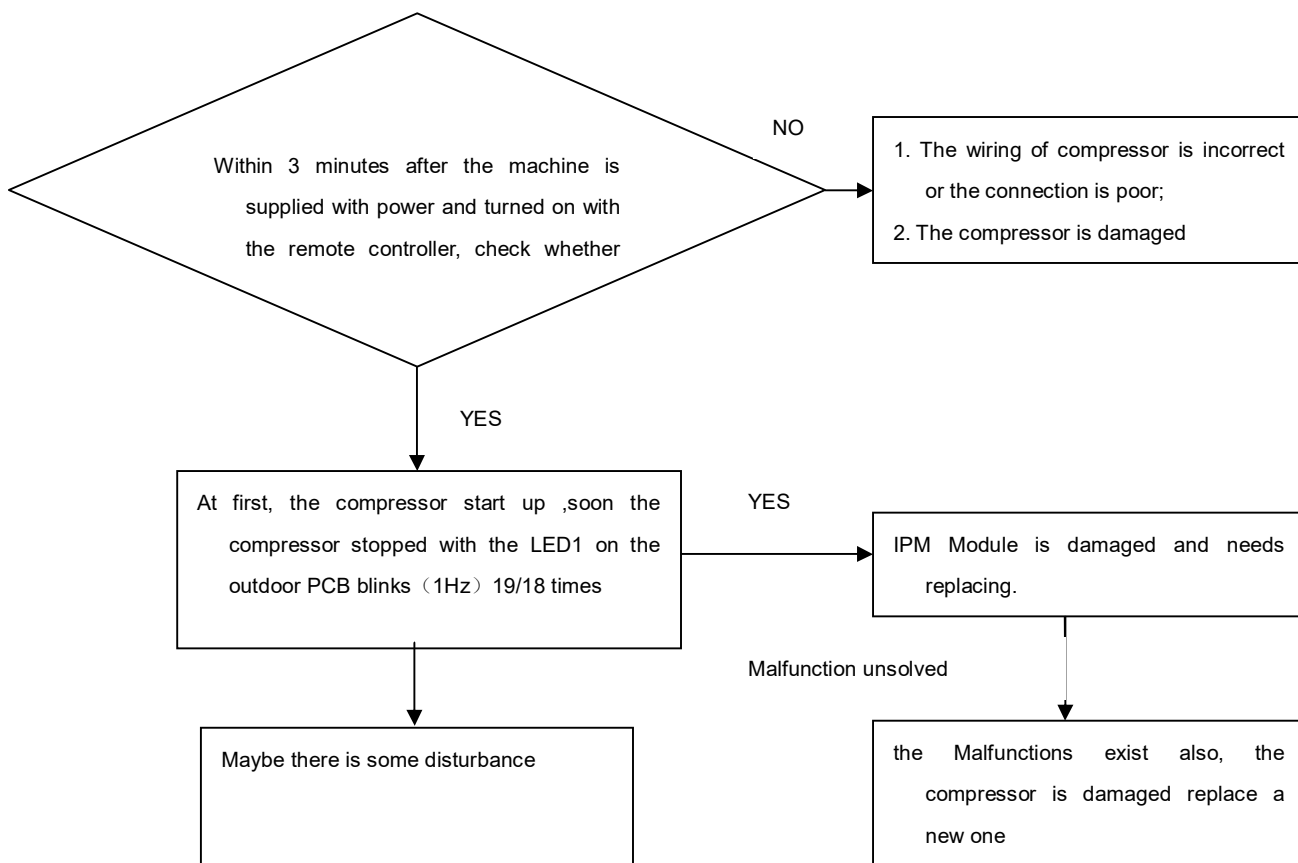 NO
Within 3 minutes after the machine is
supplied with power and turned on with
the remote controller, check whether
1. The wiring of compressor is incorrect
or the connection is poor;
2. The compressor is damaged
YES
At first, the compressor start up ,soon the
compressor stopped with the LED1 on the
outdoor PCB blinks（1Hz）19/18 times
YES
IPM Module is damaged and needs
replacing.
Malfunction unsolved
Maybe there is some disturbance
the Malfunctions exist also, the
compressor is damaged replace a
new one